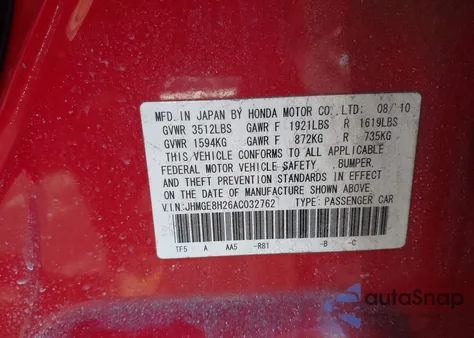 MFD. IN JAPAN BY HONDA MOTOR CO., LTD: 08/10
GVWR 3512LBS GAWR F 1921LBS R 1619LBS
GVWR 1594KG GAWR F 872KG R 735KG
THIS VEHICLE CONFORMS TO ALL APPLICABLE
FEDERAL MOTOR VEHICLE SAFETY, BUMPER,
AND THEFT PREVENTION STANDARDS IN EFFECT ON
THE DATE OF MANUFACTURE SHOWN ABOVE.
V.I.N: JHMGE8H26AC032762 TYPE: PASSENGER CAR
TF5 A AA5 -R81 -B -C
autoSnap